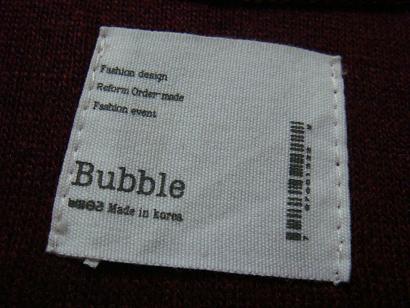 Fashion design
Reform Order-made
Fashion event
Bubble
Made in korea